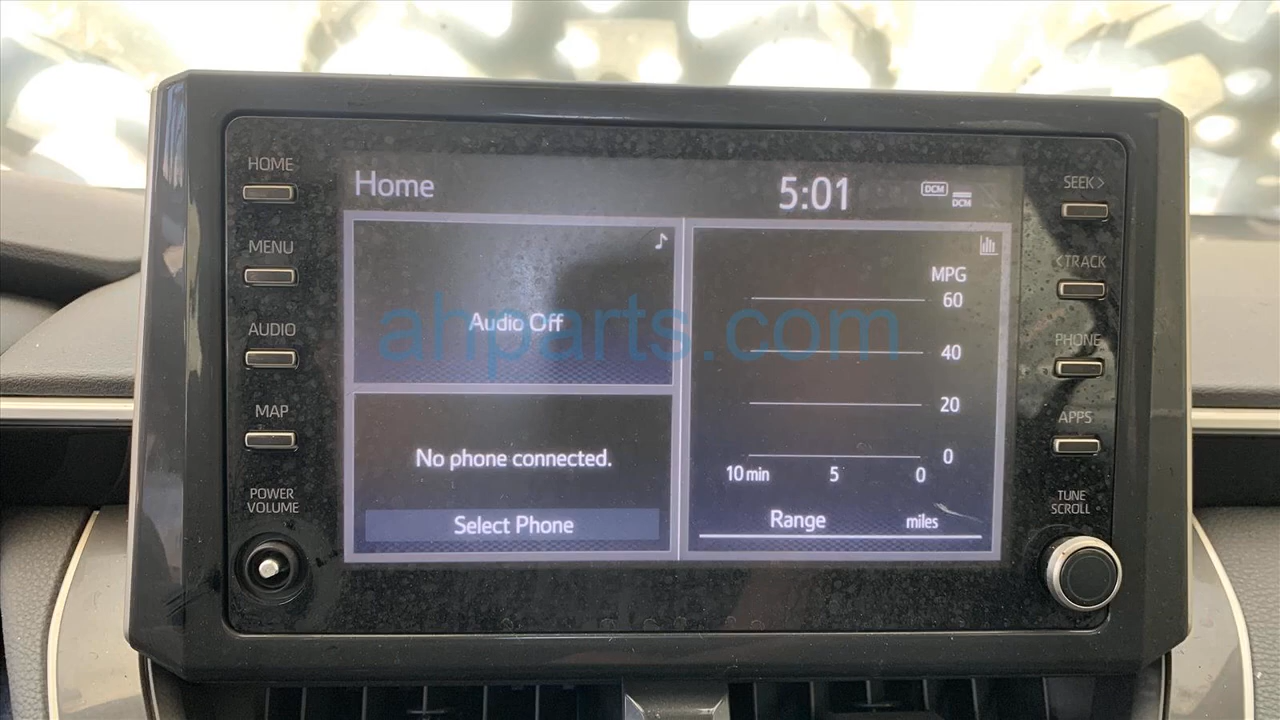 HOME
MENU
AUDIO
MAP
POWER
VOLUME
Home
5:01
DCM
DCM
Audio Off
No phone connected.
Select Phone
MPG
60
40
20
0
10 min 5 0
Range miles
SEEK>
<TRACK
PHONE
APPS
TUNE
SCROLL
ahparts.com